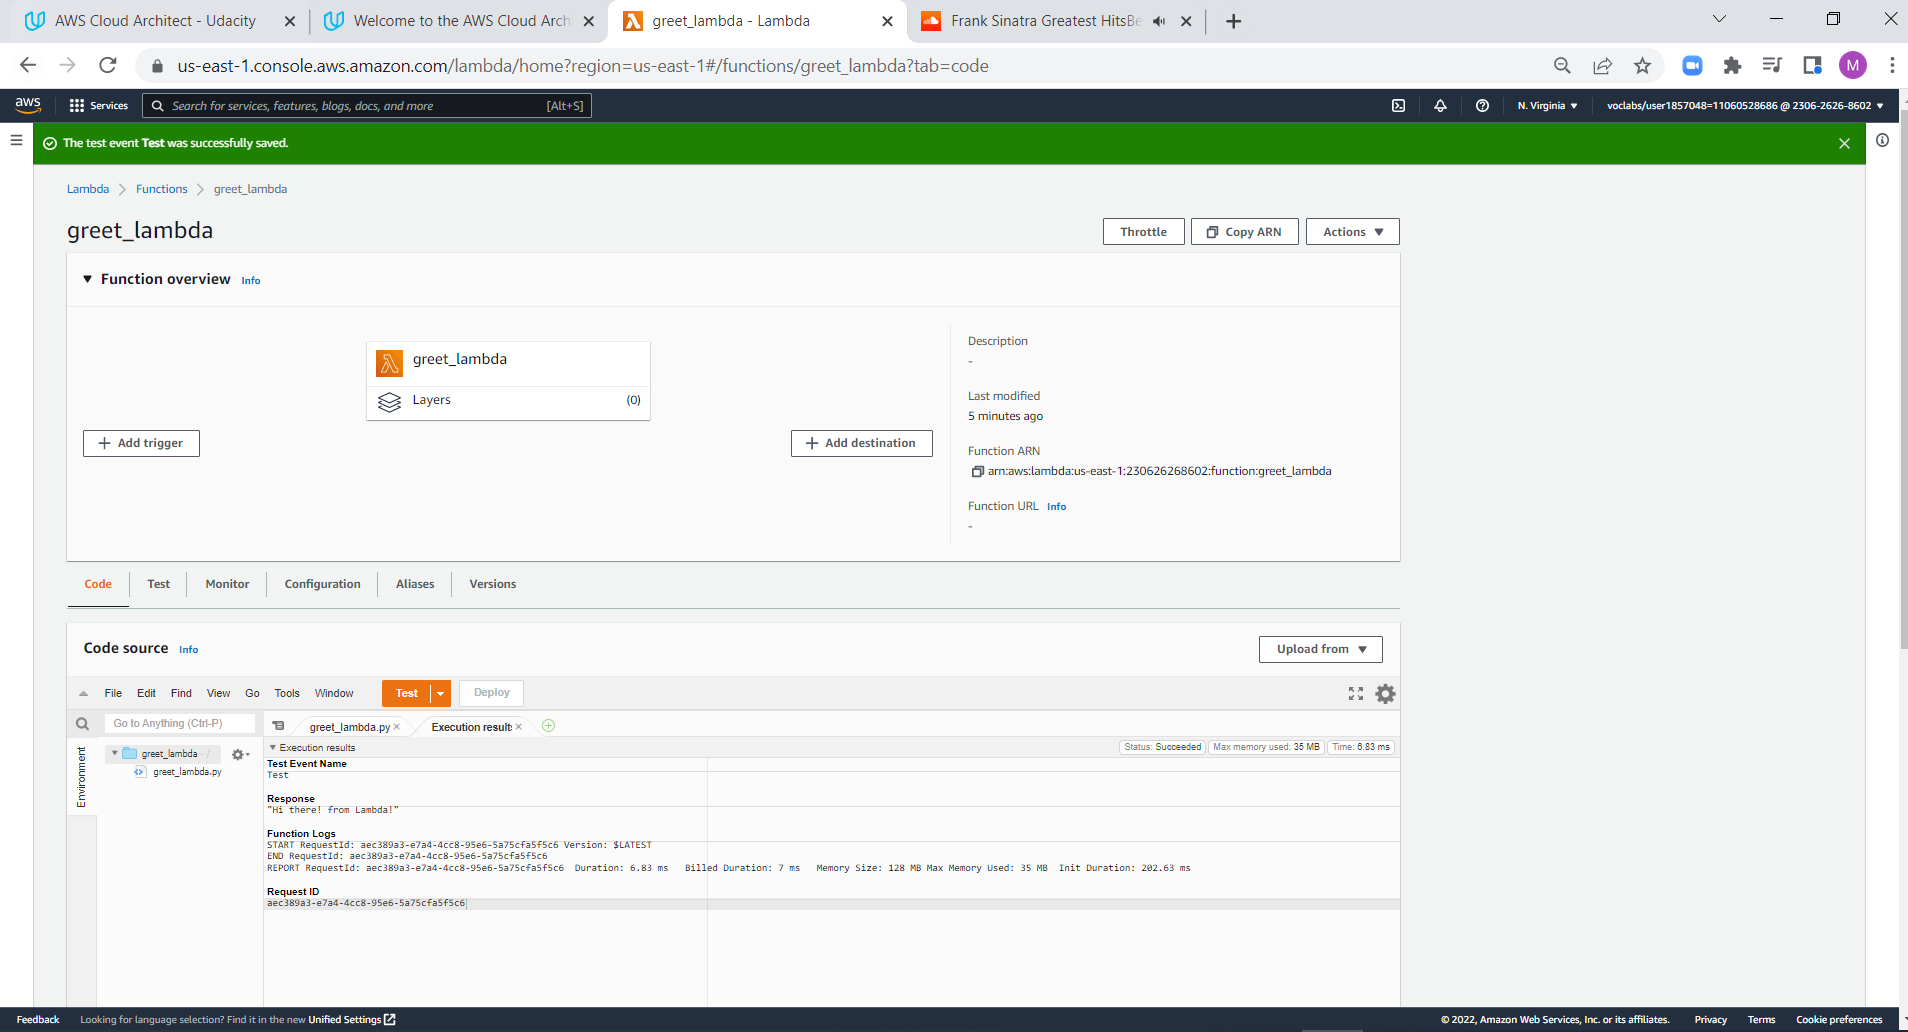 AWS Cloud Architect - Udacity
Welcome to the AWS Cloud Arch
greet_lambda - Lambda
Frank Sinatra Greatest HitsBe
us-east-1.console.aws.amazon.com/lambda/home?region=us-east-1#/functions/greet_lambda?tab=code
M
aws
Services
Search for services, features, blogs, docs, and more
[Alt+S]
N. Virginia
voclabs/user1857048=11060528686 @ 2306-2626-8602
The test event Test was successfully saved.
Lambda
Functions
greet_lambda
greet_lambda
Throttle
Copy ARN
Actions
Function overview Info
greet_lambda
Layers
(0)
Add trigger
Add destination
Description
-
Last modified
5 minutes ago
Function ARN
arn:aws:lambda:us-east-1:230626268602:function:greet_lambda
Function URL Info
-
Code
Test
Monitor
Configuration
Aliases
Versions
Code source Info
Upload from
File
Edit
Find
View
Go
Tools
Window
Test
Deploy
Go to Anything (Ctrl-P)
greet_lambda.py
Execution result
Environment
greet_lambda - /
greet_lambda.py
Execution results
Status: Succeeded
Max memory used: 35 MB
Time: 6.83 ms
Test Event Name
Test
Response
"Hi there! from Lambda!"
Function Logs
START RequestId: aec389a3-e7a4-4cc8-95e6-5a75cfa5f5c6 Version: $LATEST
END RequestId: aec389a3-e7a4-4cc8-95e6-5a75cfa5f5c6
REPORT RequestId: aec389a3-e7a4-4cc8-95e6-5a75cfa5f5c6 Duration: 6.83 ms Billed Duration: 7 ms Memory Size: 128 MB Max Memory Used: 35 MB Init Duration: 202.63 ms
Request ID
aec389a3-e7a4-4cc8-95e6-5a75cfa5f5c6
Feedback
Looking for language selection? Find it in the new Unified Settings
© 2022, Amazon Web Services, Inc. or its affiliates.
Privacy
Terms
Cookie preferences